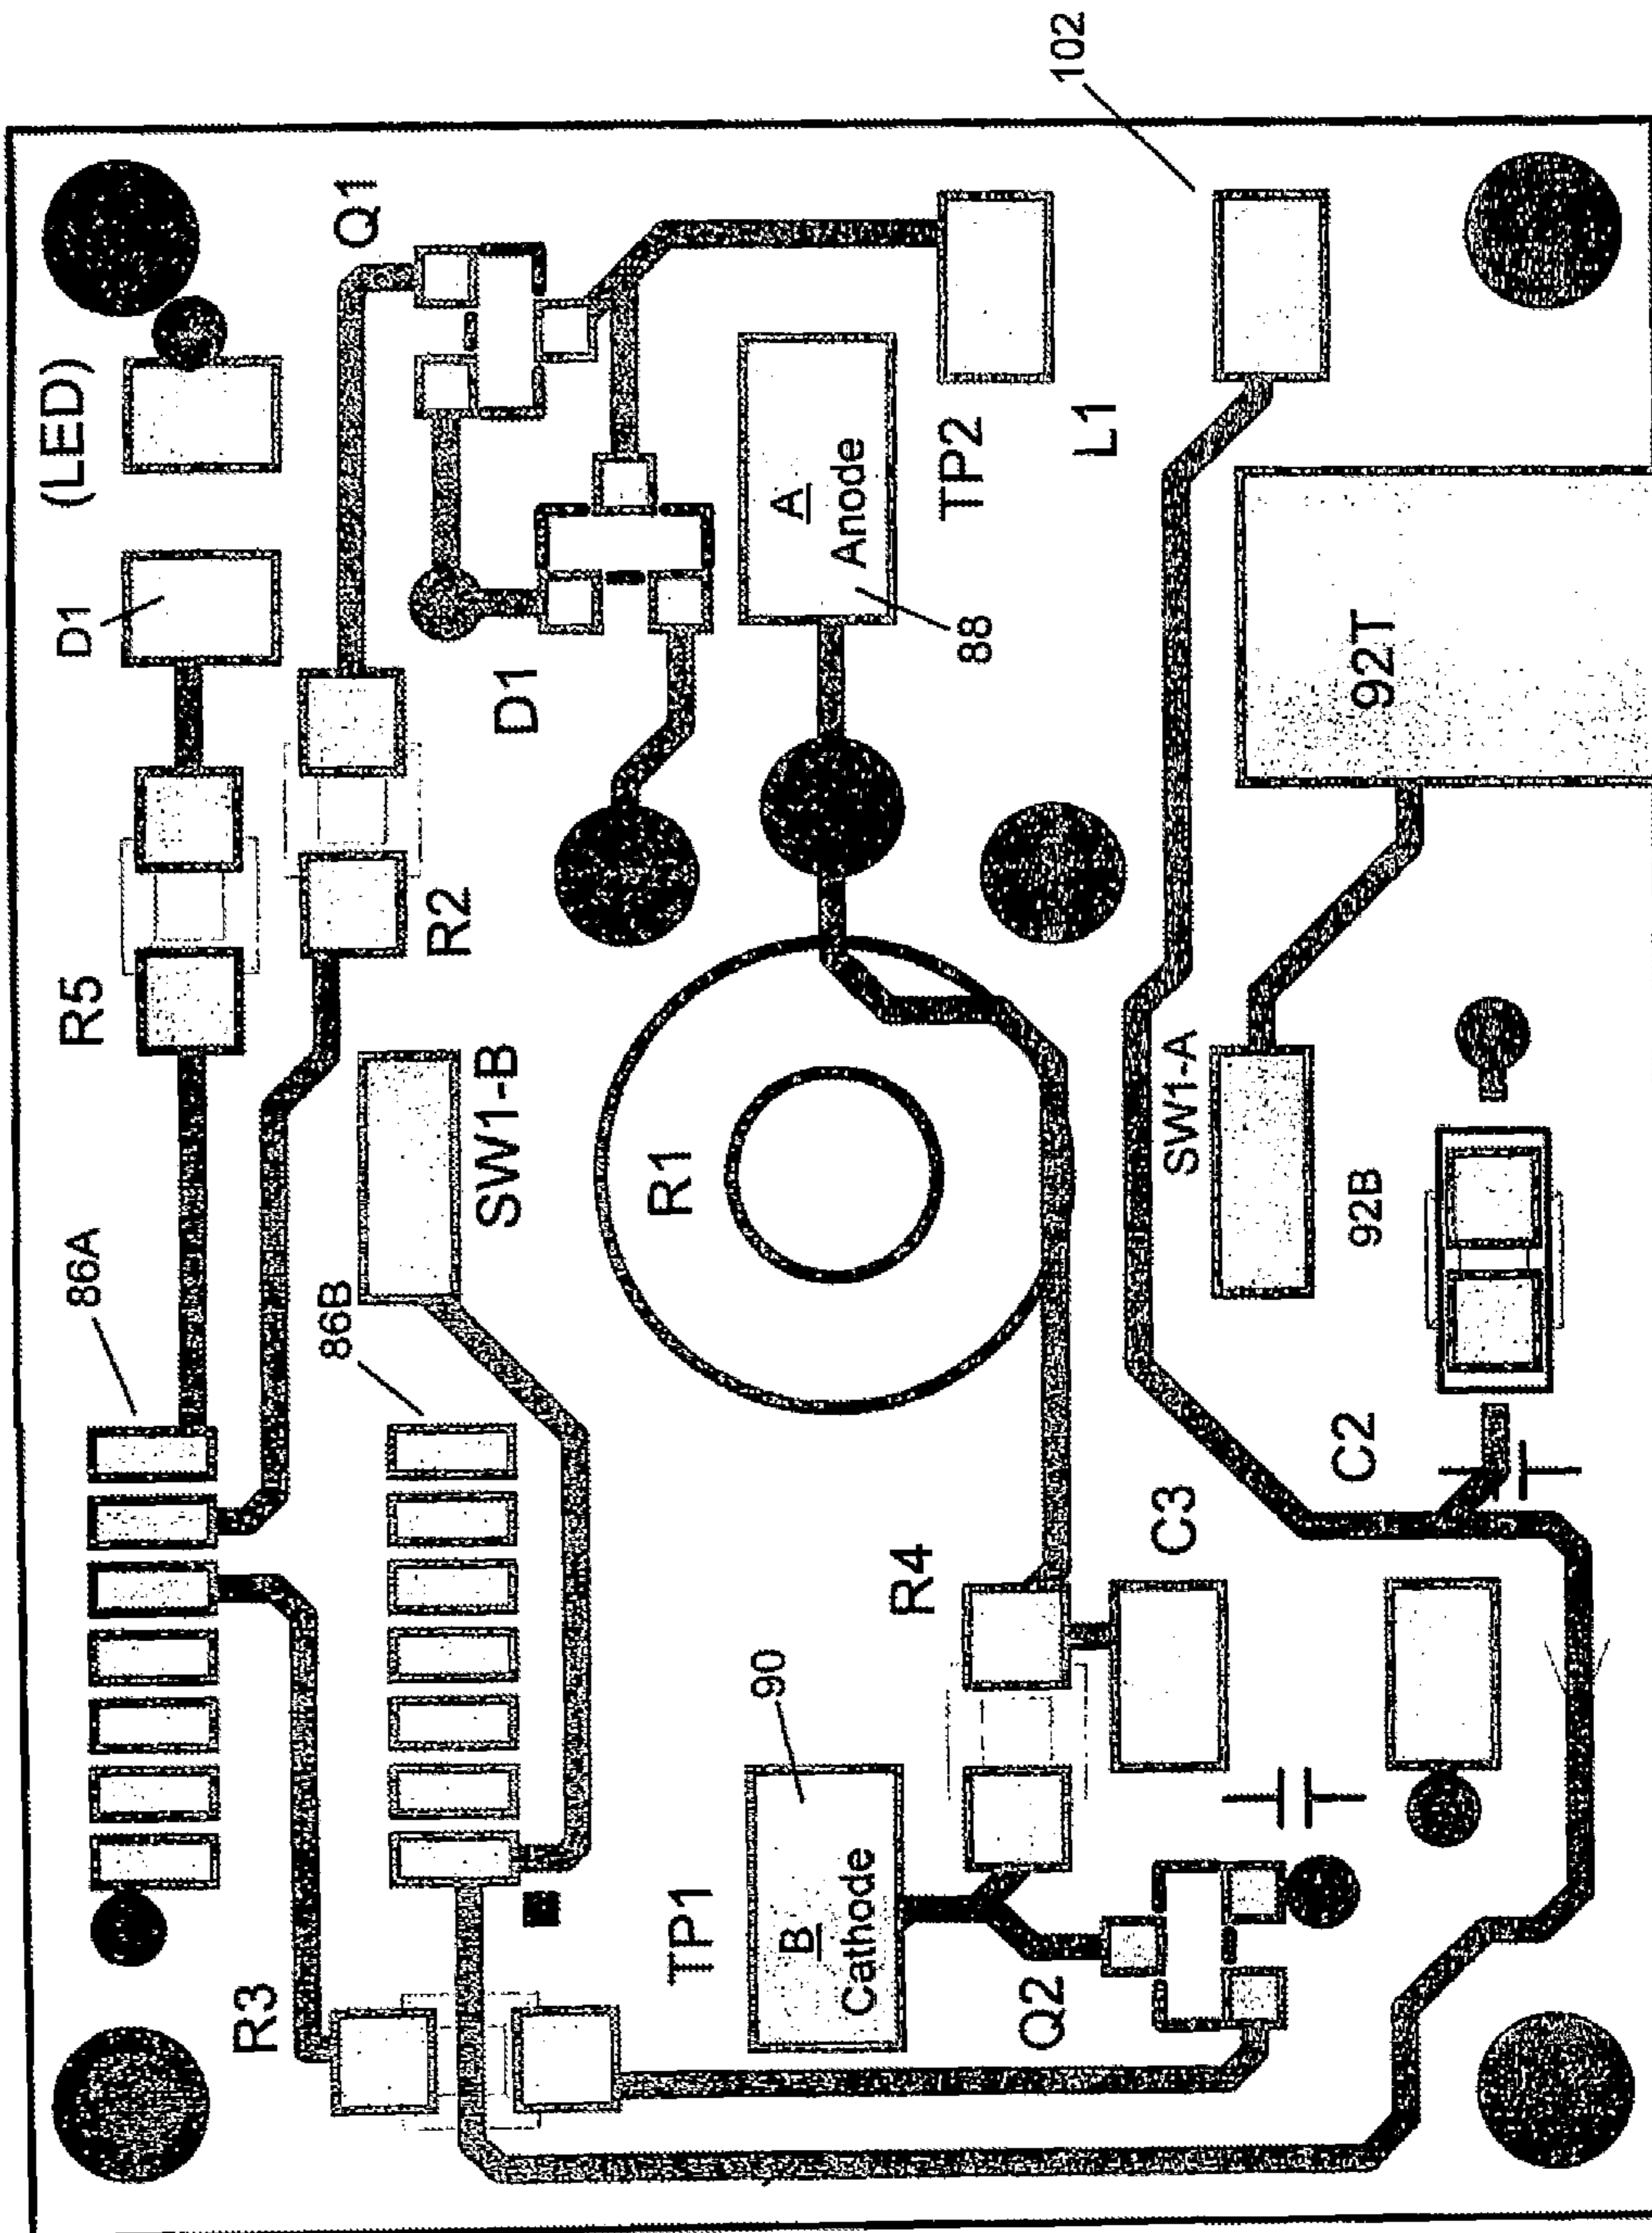 102
Q1
(LED)
D1
TP2
A
Anode
88
L1
D1
92T
R2
R5
SW1-B
R1
SW1-A
92B
86A
86B
C2
C3
R4
90
TP1
B
Cathode
Q2
R3